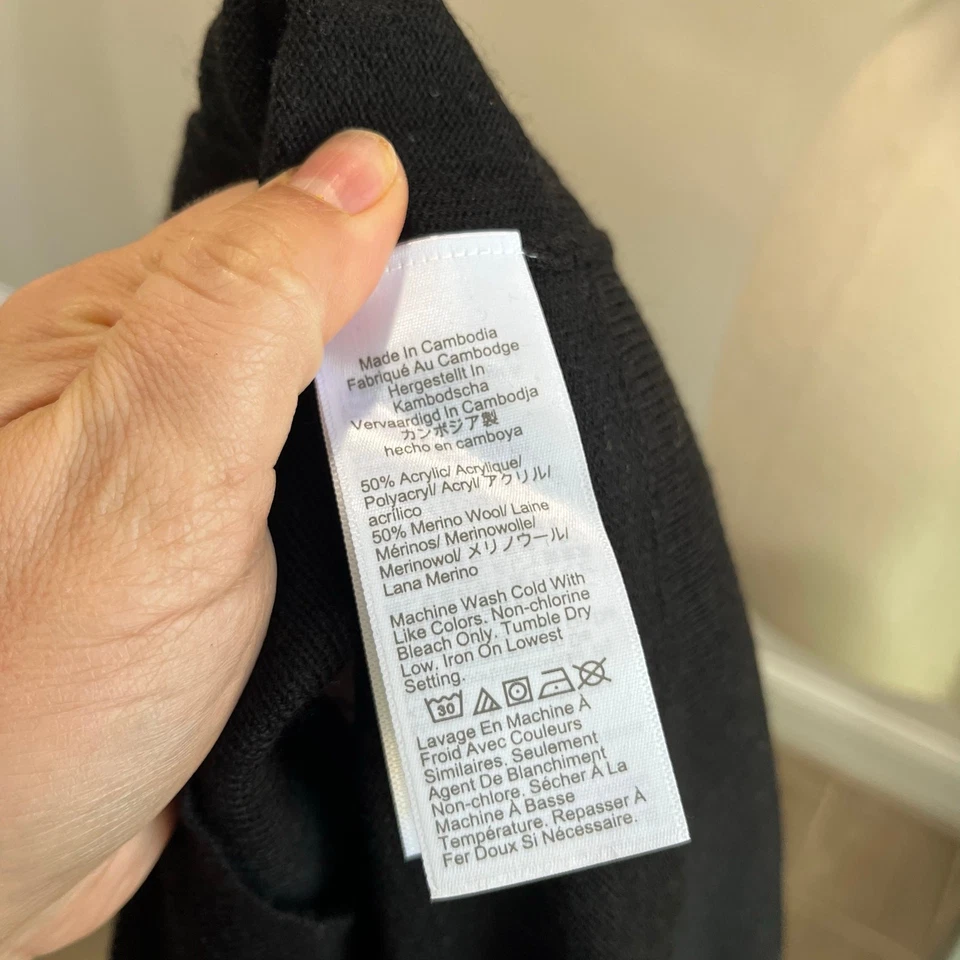 Made In Cambodia
Fabriqué Au Cambodge
Hergestellt In
Kambodscha
Vervaardigd In Cambodja
カンボジア製
hecho en camboya
50% Acrylic/ Acrylique/
Polyacryl/ Acryl/ アクリル/
acrílico
50% Merino Wool/ Laine
Mérinos/ Merinowolle/
Merinowol/ メリノウール/
Lana Merino
Machine Wash Cold With
Like Colors. Non-chlorine
Bleach Only. Tumble Dry
Low. Iron On Lowest
Setting.
30
Lavage En Machine À
Froid Avec Couleurs
Similaires. Seulement
Agent De Blanchiment
Non-chlore. Sécher À La
Machine À Basse
Température. Repasser À
Fer Doux Si Nécessaire.